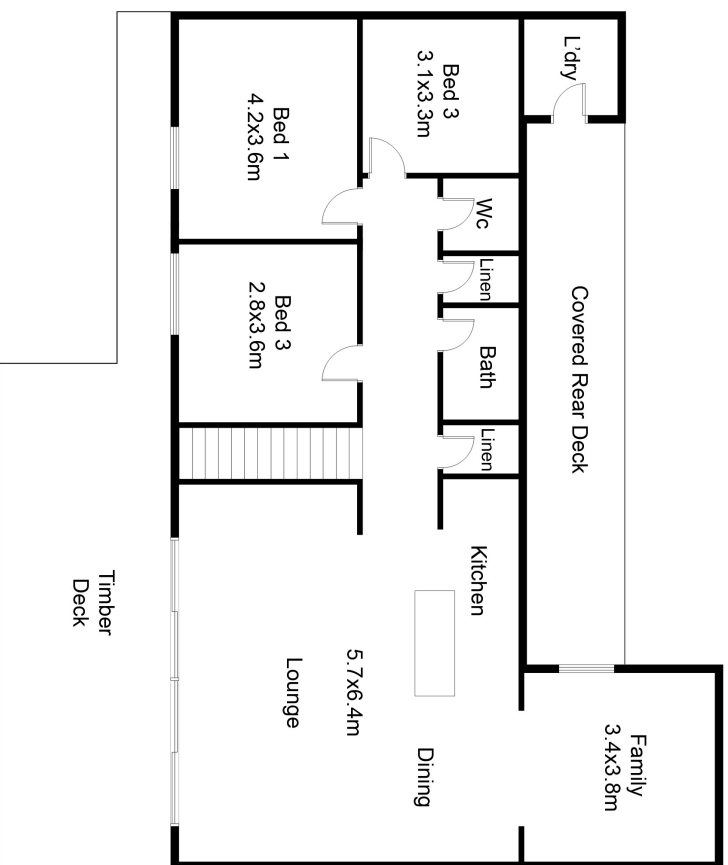 L'dry
Bed 3
3.1x3.3m
Bed 1
4.2x3.6m
Wc
Linen
Bed 3
2.8x3.6m
Bath
Covered Rear Deck
Linen
Kitchen
Timber
Deck
Lounge
5.7x6.4m
Dining
Family
3.4x3.8m